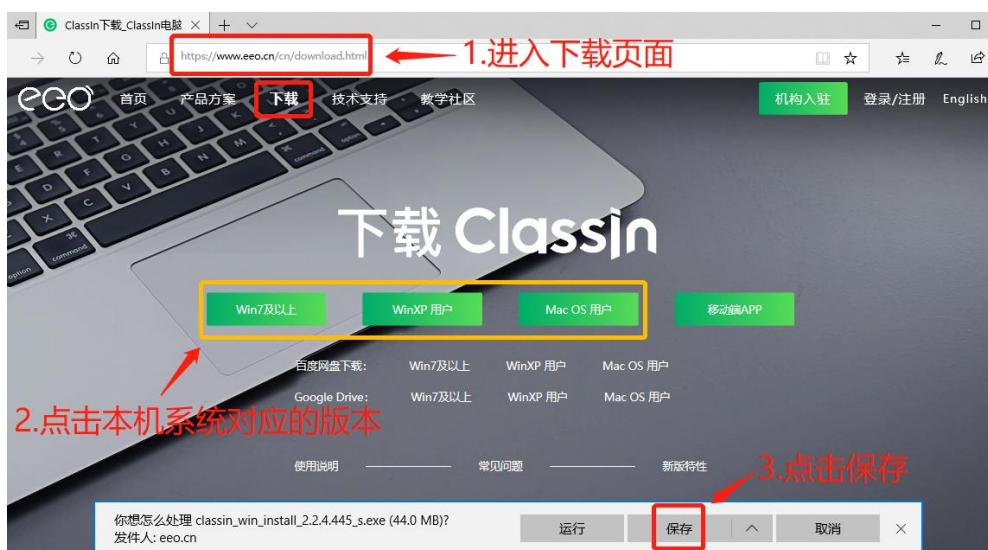 ClassIn下载_ClassIn电脑
https://www.eeo.cn/cn/download.html
1.进入下载页面
eeo 首页 产品方案 下载 技术支持 教学社区 机构入驻 登录/注册 English
option
command
command
option
下载 ClassIn
Win7及以上 WinXP 用户 Mac OS 用户 移动端APP
百度网盘下载: Win7及以上 WinXP 用户 Mac OS 用户
Google Drive: Win7及以上 WinXP 用户 Mac OS 用户
2.点击本机系统对应的版本
使用说明 常见问题 新版特性
3.点击保存
你想怎么处理 classin_win_install_2.2.4.445_s.exe (44.0 MB)?
发件人: eeo.cn
运行 保存 取消